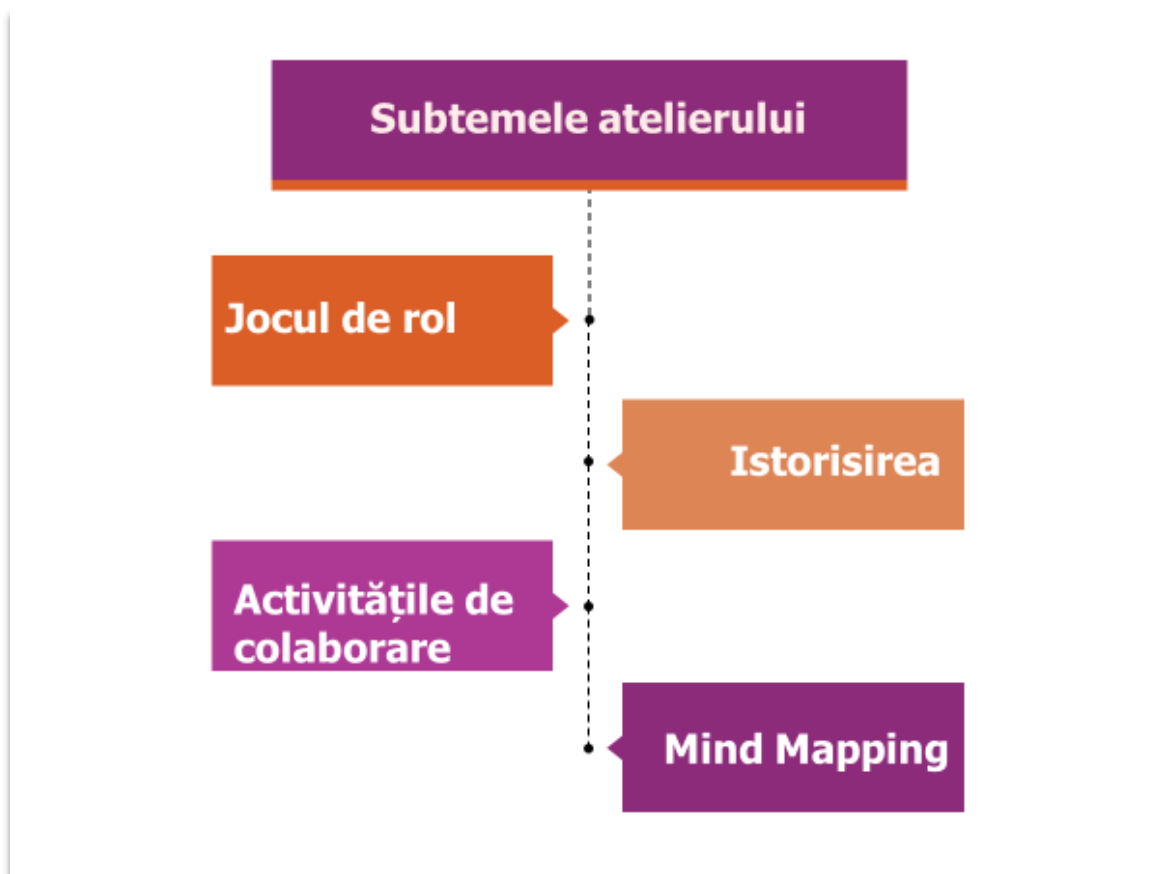 Subtemele atelierului
Jocul de rol
Istorisirea
Activitățile de
colaborare
Mind Mapping